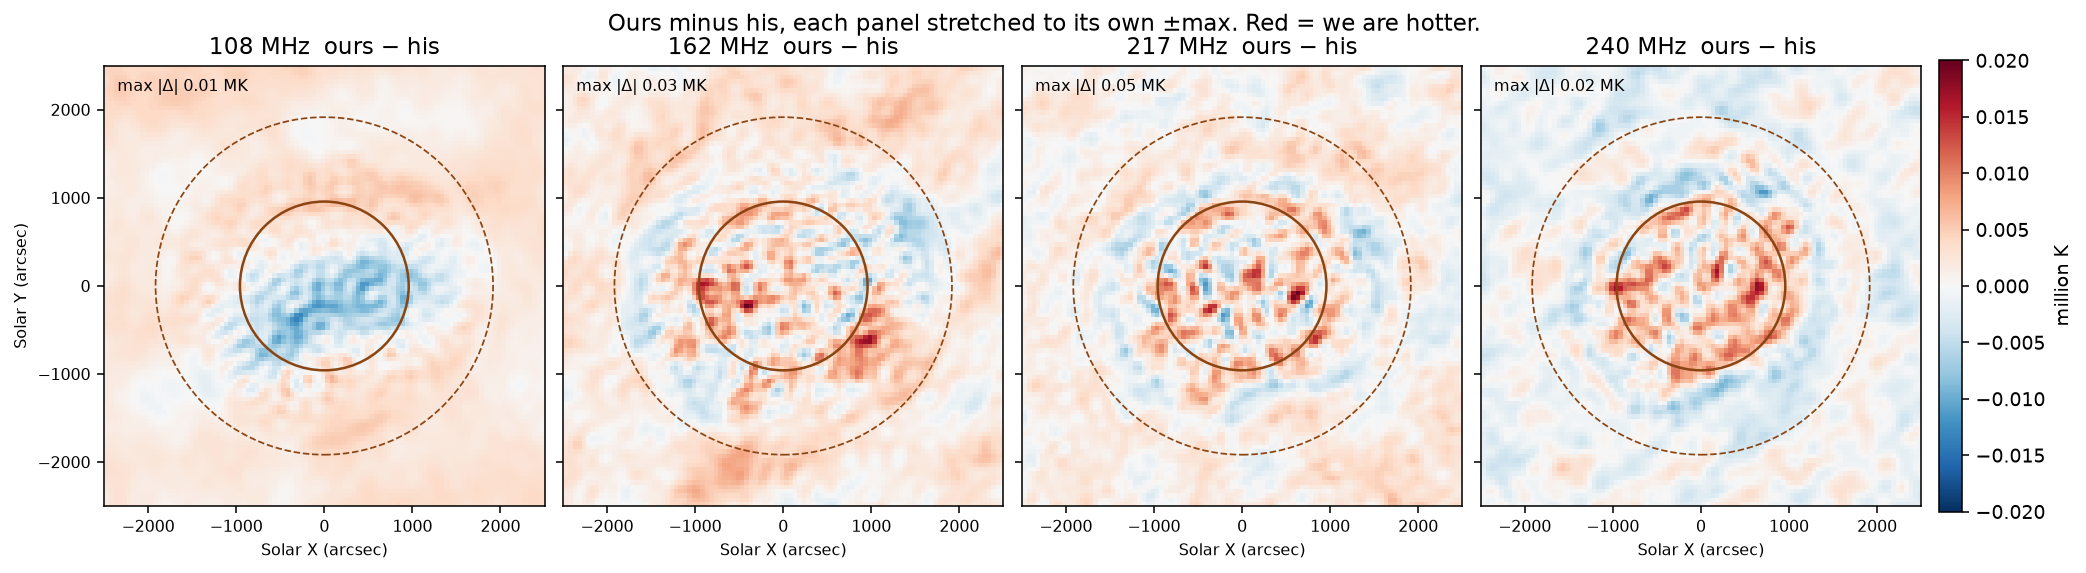 Ours minus his, each panel stretched to its own ±max. Red = we are hotter.
108 MHz  ours − his
162 MHz  ours − his
217 MHz  ours − his
240 MHz  ours − his
max |Δ| 0.01 MK
max |Δ| 0.03 MK
max |Δ| 0.05 MK
max |Δ| 0.02 MK
Solar Y (arcsec)
2000
1000
0
−1000
−2000
−2000 −1000 0 1000 2000
−2000 −1000 0 1000 2000
−2000 −1000 0 1000 2000
−2000 −1000 0 1000 2000
Solar X (arcsec)
Solar X (arcsec)
Solar X (arcsec)
Solar X (arcsec)
0.020
0.015
0.010
0.005
0.000
−0.005
−0.010
−0.015
−0.020
million K